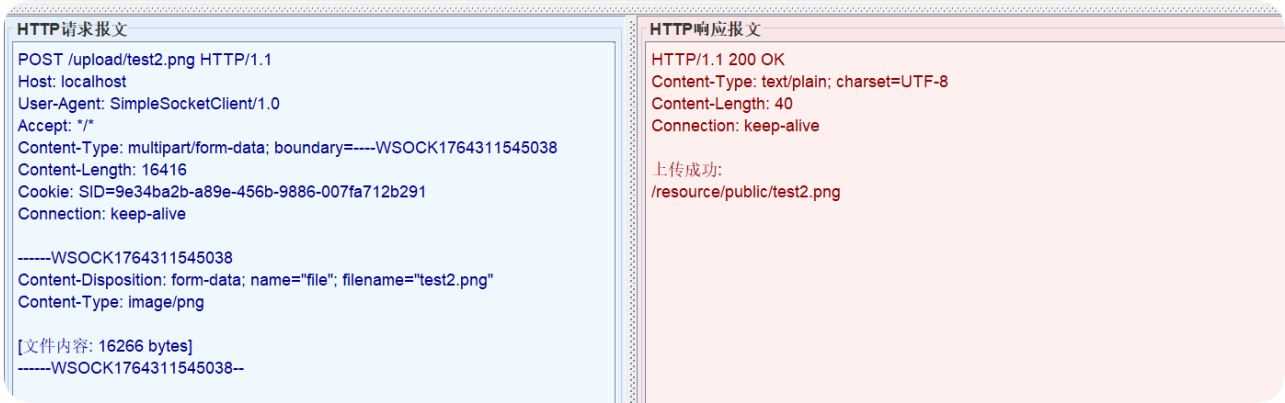 HTTP请求报文
POST /upload/test2.png HTTP/1.1
Host: localhost
User-Agent: SimpleSocketClient/1.0
Accept: */*
Content-Type: multipart/form-data; boundary=----WSOCK1764311545038
Content-Length: 16416
Cookie: SID=9e34ba2b-a89e-456b-9886-007fa712b291
Connection: keep-alive
------WSOCK1764311545038
Content-Disposition: form-data; name="file"; filename="test2.png"
Content-Type: image/png
[文件内容: 16266 bytes]
------WSOCK1764311545038--
HTTP响应报文
HTTP/1.1 200 OK
Content-Type: text/plain; charset=UTF-8
Content-Length: 40
Connection: keep-alive
上传成功:
/resource/public/test2.png